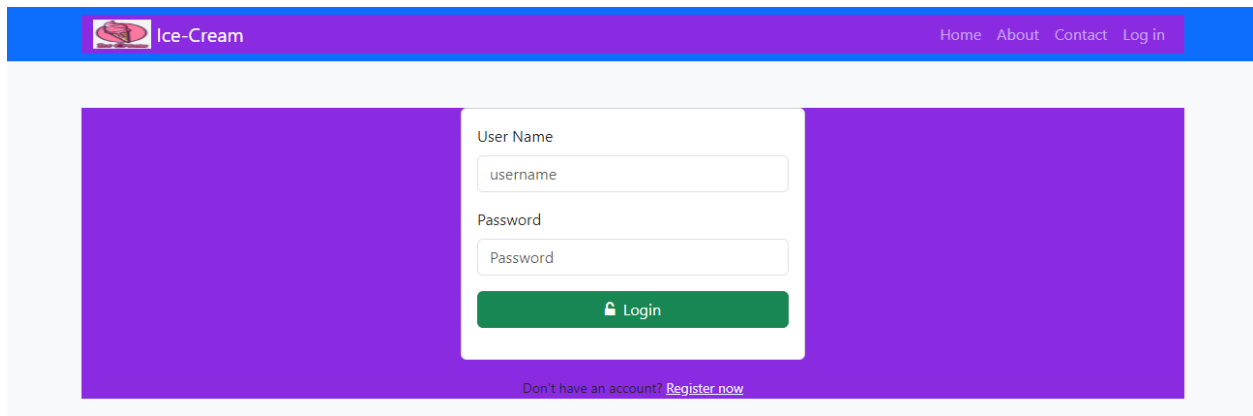 Ice-Cream
Home About Contact Log in
User Name
username
Password
Password
Login
Don't have an account? Register now